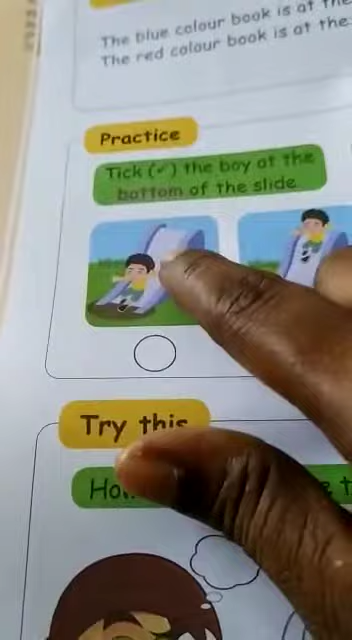 The blue colour book is at the
The red colour book is at the
Practice
Tick (✓) the boy at the
bottom of the slide.
Try this